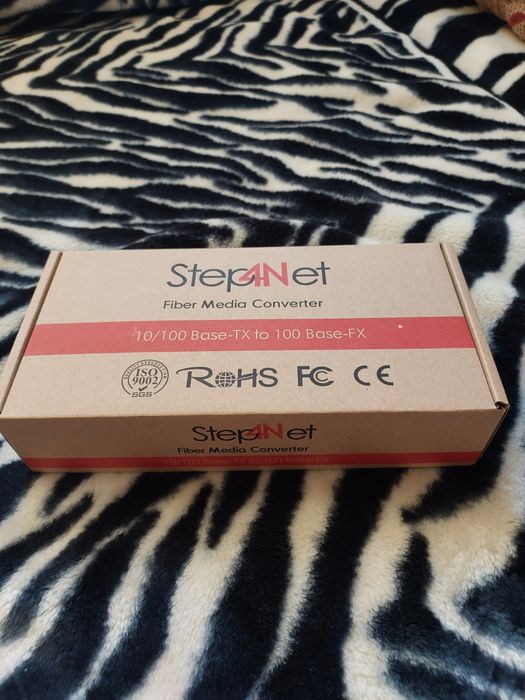 Step4Net
Fiber Media Converter
10/100 Base-TX to 100 Base-FX
ISO 9002 SGS RoHS FC CE
Step4Net
Fiber Media Converter
10/100 Base-TX to 100 Base-FX